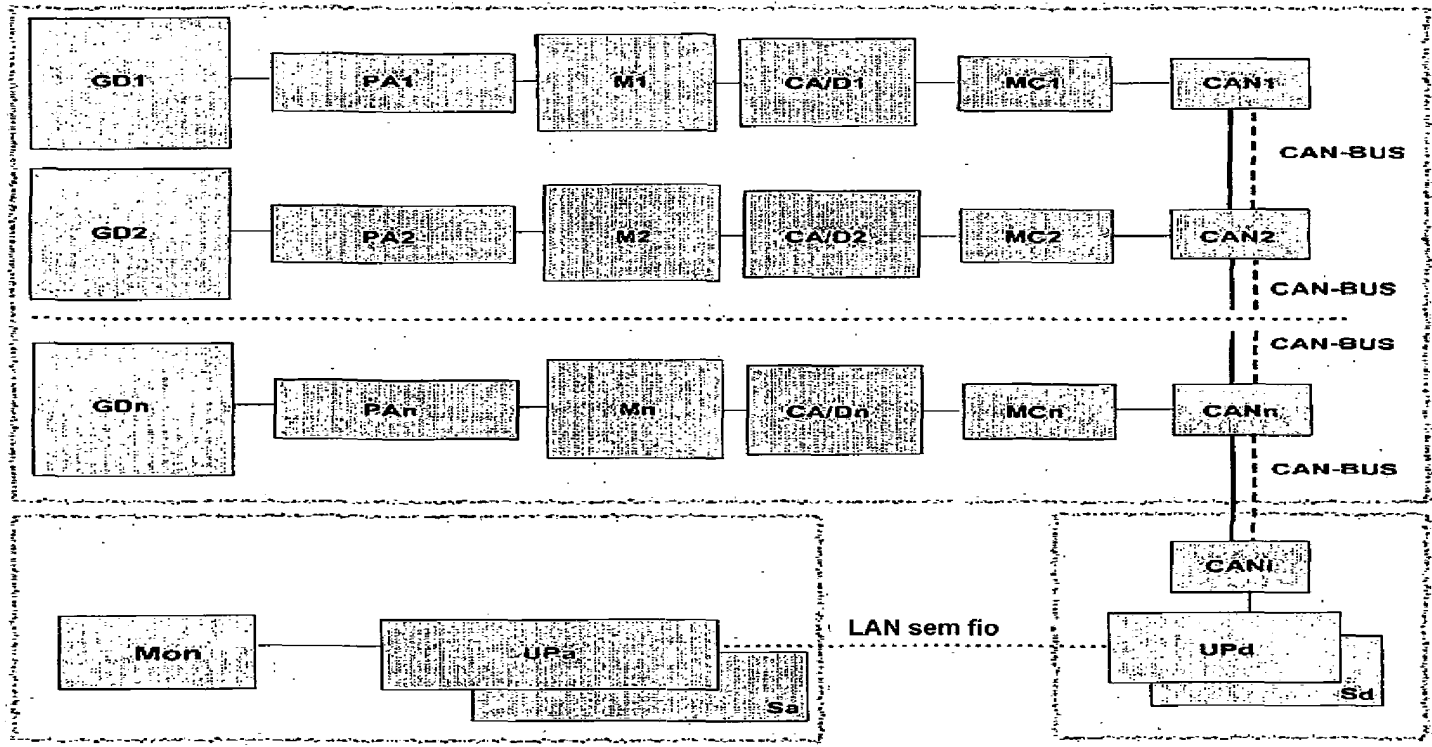 GD1 PA1 M1 CA/D1 MC1 CAN1
CAN-BUS
GD2 PA2 M2 CA/D2 MC2 CAN2
CAN-BUS
CAN-BUS
GDn PAn Mn CA/Dn MCn CANn
CAN-BUS
CANi
LAN sem fio
Mon UPa UPd
Sa Sd